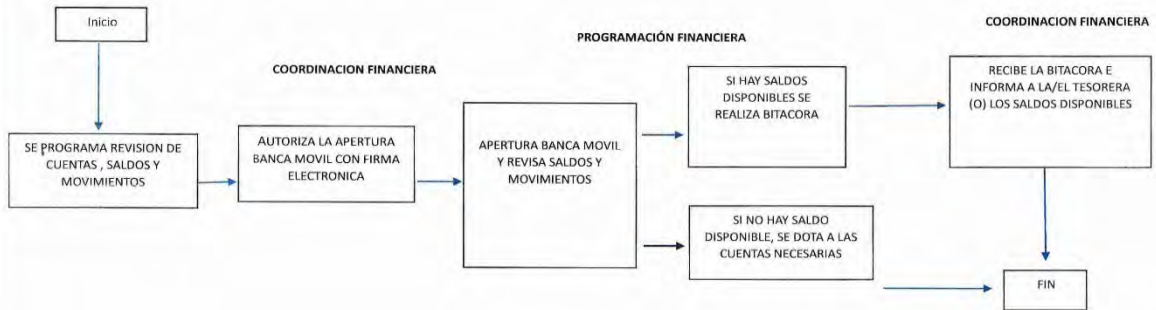 Inicio
SE PROGRAMA REVISION DE
CUENTAS , SALDOS Y
MOVIMIENTOS
COORDINACION FINANCIERA
AUTORIZA LA APERTURA
BANCA MOVIL CON FIRMA
ELECTRONICA
PROGRAMACIÓN FINANCIERA
APERTURA BANCA MOVIL
Y REVISA SALDOS Y
MOVIMIENTOS
SI HAY SALDOS
DISPONIBLES SE
REALIZA BITACORA
SI NO HAY SALDO
DISPONIBLE, SE DOTA A LAS
CUENTAS NECESARIAS
COORDINACION FINANCIERA
RECIBE LA BITACORA E
INFORMA A LA/EL TESORERA
(O) LOS SALDOS DISPONIBLES
FIN